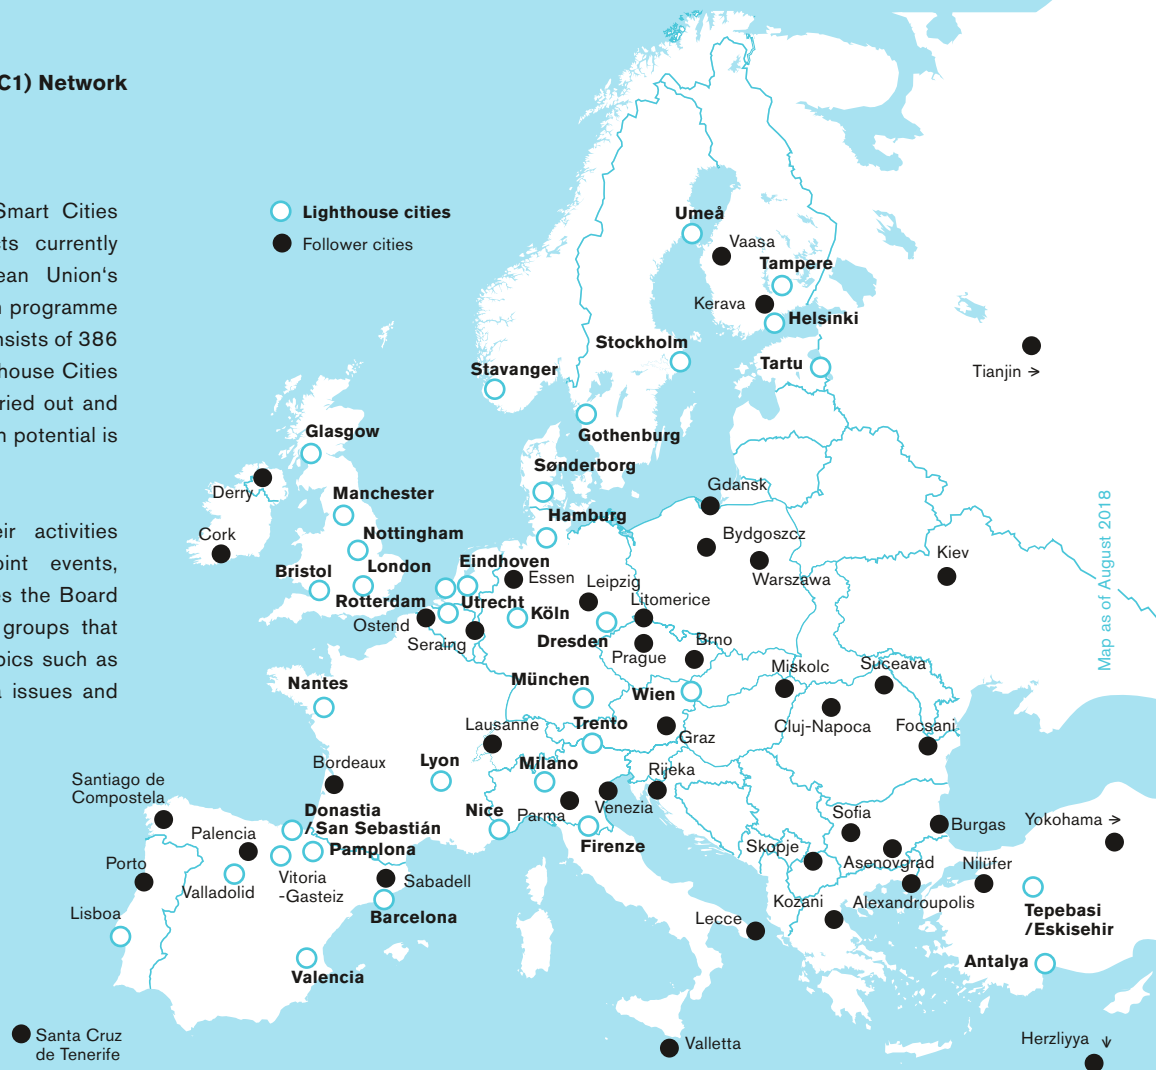 C1) Network
Smart Cities
cts currently
ean Union's
programme
nsists of 386
house Cities
ried out and
n potential is
eir activities
oint events,
es the Board
groups that
pics such as
issues and
Lighthouse cities
Follower cities
Umeå
Vaasa
Tampere
Kerava
Helsinki
Stockholm
Tartu
Tianjin →
Stavanger
Gothenburg
Glasgow
Sønderborg
Derry
Manchester
Gdansk
Hamburg
Cork
Nottingham
Bydgoszcz
Kiev
Bristol
London
Eindhoven
Essen
Leipzig
Warszawa
Rotterdam
Utrecht
Köln
Litomerice
Ostend
Seraing
Dresden
Prague
Brno
Map as of August 2018
Nantes
München
Wien
Miskolc
Suceava
Lausanne
Trento
Graz
Cluj-Napoca
Focsani
Bordeaux
Lyon
Milano
Rijeka
Santiago de
Compostela
Donastia
/San Sebastián
Nice
Parma
Venezia
Sofia
Burgas
Yokohama →
Palencia
Pamplona
Firenze
Skopje
Asenovgrad
Nilüfer
Porto
Valladolid
Vitoria
-Gasteiz
Sabadell
Kozani
Alexandroupolis
Lisboa
Barcelona
Lecce
Tepebasi
/Eskisehir
Valencia
Antalya
Santa Cruz
de Tenerife
Valletta
Herzliyya ↓